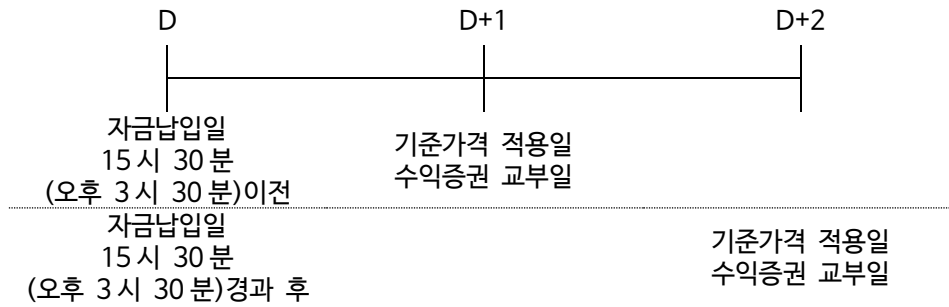 D D+1 D+2
자금납입일
15시 30분
(오후 3시 30분)이전
기준가격 적용일
수익증권 교부일
자금납입일
15시 30분
(오후 3시 30분)경과 후
기준가격 적용일
수익증권 교부일